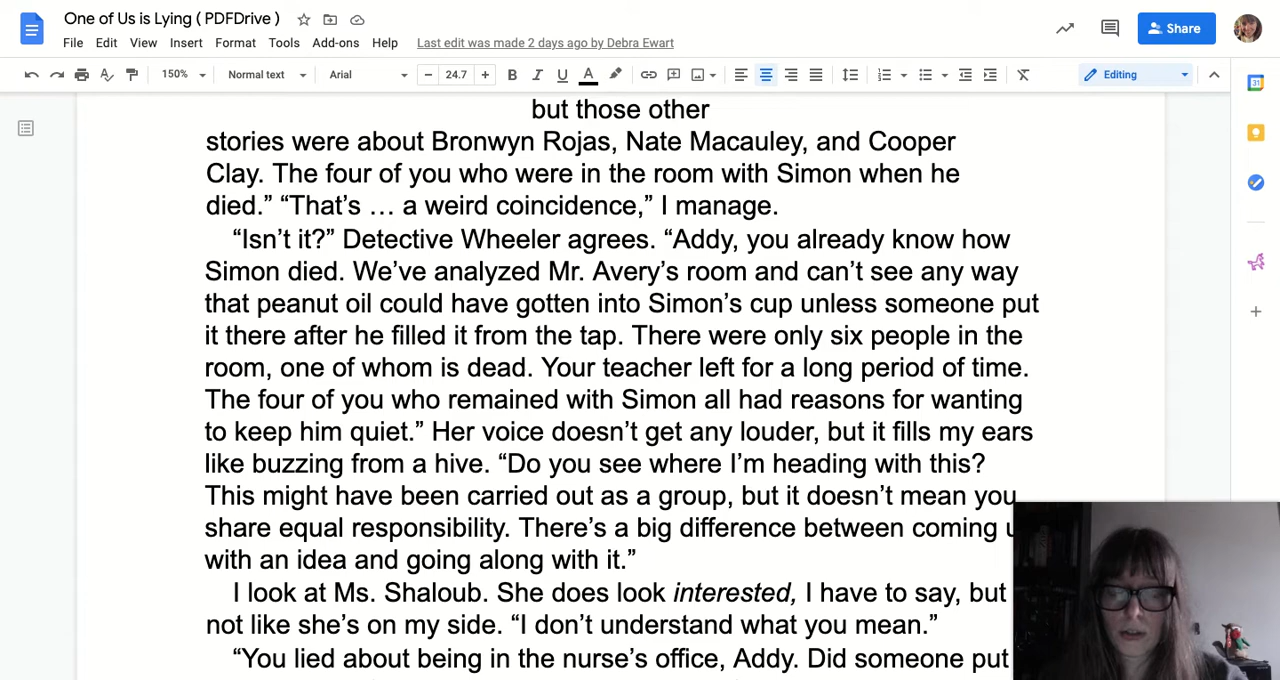 One of Us is Lying ( PDFDrive )
File Edit View Insert Format Tools Add-ons Help Last edit was made 2 days ago by Debra Ewart
Share
150% Normal text Arial 24.7 B I U A Editing
31
but those other
stories were about Bronwyn Rojas, Nate Macauley, and Cooper
Clay. The four of you who were in the room with Simon when he
died.” “That’s … a weird coincidence,” I manage.
“Isn’t it?” Detective Wheeler agrees. “Addy, you already know how
Simon died. We’ve analyzed Mr. Avery’s room and can’t see any way
that peanut oil could have gotten into Simon’s cup unless someone put
it there after he filled it from the tap. There were only six people in the
room, one of whom is dead. Your teacher left for a long period of time.
The four of you who remained with Simon all had reasons for wanting
to keep him quiet.” Her voice doesn’t get any louder, but it fills my ears
like buzzing from a hive. “Do you see where I’m heading with this?
This might have been carried out as a group, but it doesn’t mean you
share equal responsibility. There’s a big difference between coming
with an idea and going along with it.”
I look at Ms. Shaloub. She does look interested, I have to say, but
not like she’s on my side. “I don’t understand what you mean.”
“You lied about being in the nurse’s office, Addy. Did someone put